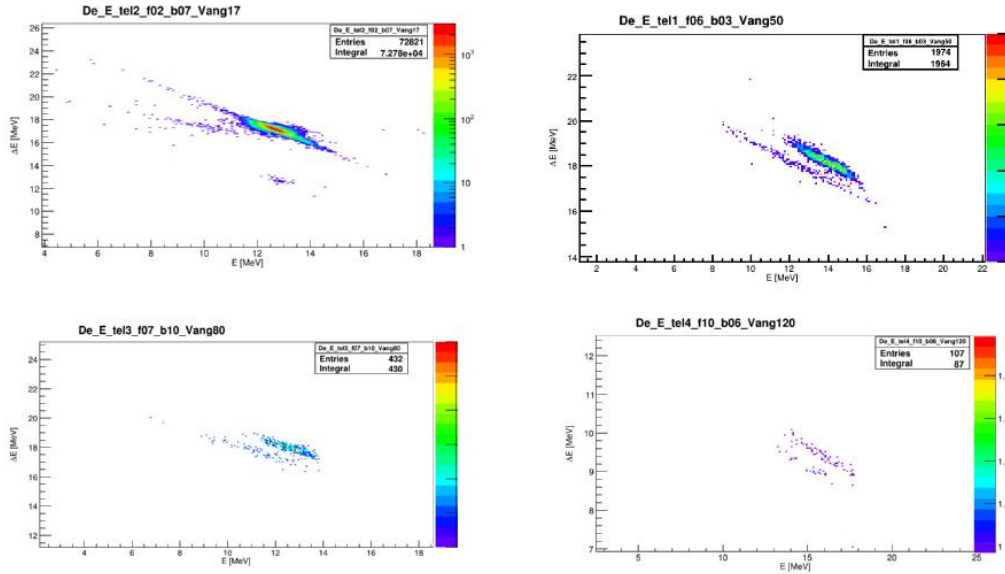 De_E_tel2_f02_b07_Vang17
De_E_tel2_f02_b07_Vang17
Entries 72821
Integral 7.278e+04
ΔE [MeV]
26
24
22
20
18
16
14
12
10
8
4 6 8 10 12 14 16 18
E [MeV]
10³
10²
10
1
De_E_tel1_f06_b03_Vang50
De_E_tel1_f06_b03_Vang50
Entries 1974
Integral 1964
ΔE [MeV]
22
20
18
16
14
2 4 6 8 10 12 14 16 18 20 22
E [MeV]
De_E_tel3_f07_b10_Vang80
De_E_tel3_f07_b10_Vang80
Entries 432
Integral 430
ΔE [MeV]
24
22
20
18
16
14
12
4 6 8 10 12 14 16 18
E [MeV]
De_E_tel4_f10_b06_Vang120
De_E_tel4_f10_b06_Vang120
Entries 107
Integral 87
ΔE [MeV]
12
11
10
9
8
7
5 10 15 20 25
E [MeV]
1.
1.
1.
1.
1